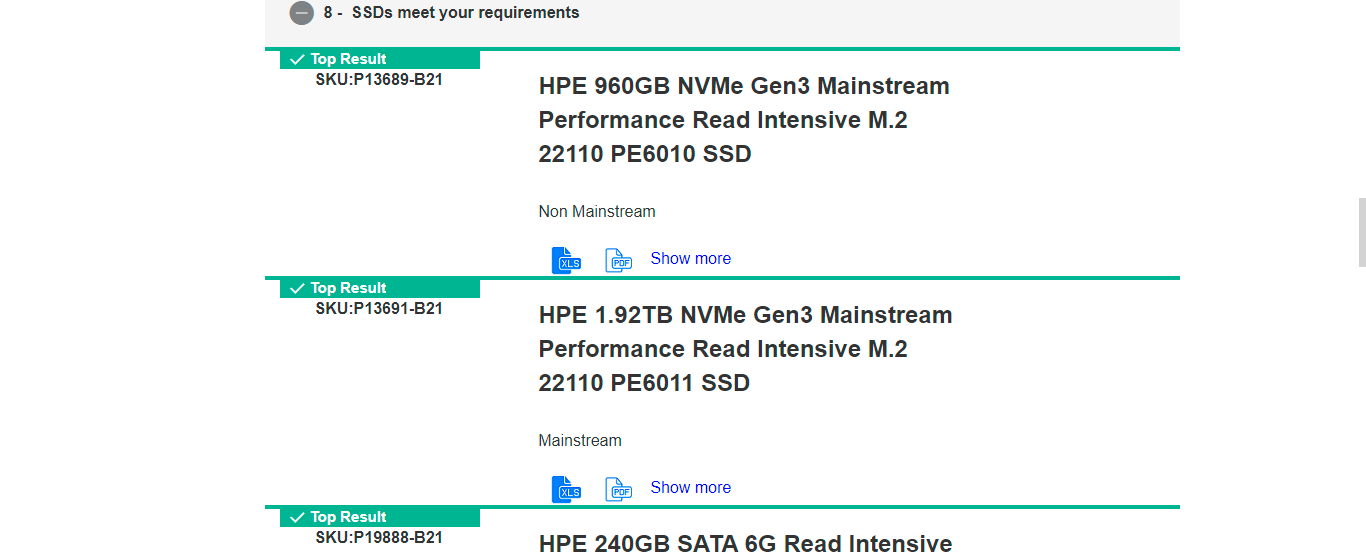 8 - SSDs meet your requirements
Top Result
SKU:P13689-B21
HPE 960GB NVMe Gen3 Mainstream
Performance Read Intensive M.2
22110 PE6010 SSD
Non Mainstream
XLS PDF Show more
Top Result
SKU:P13691-B21
HPE 1.92TB NVMe Gen3 Mainstream
Performance Read Intensive M.2
22110 PE6011 SSD
Mainstream
XLS PDF Show more
Top Result
SKU:P19888-B21
HPE 240GB SATA 6G Read Intensive